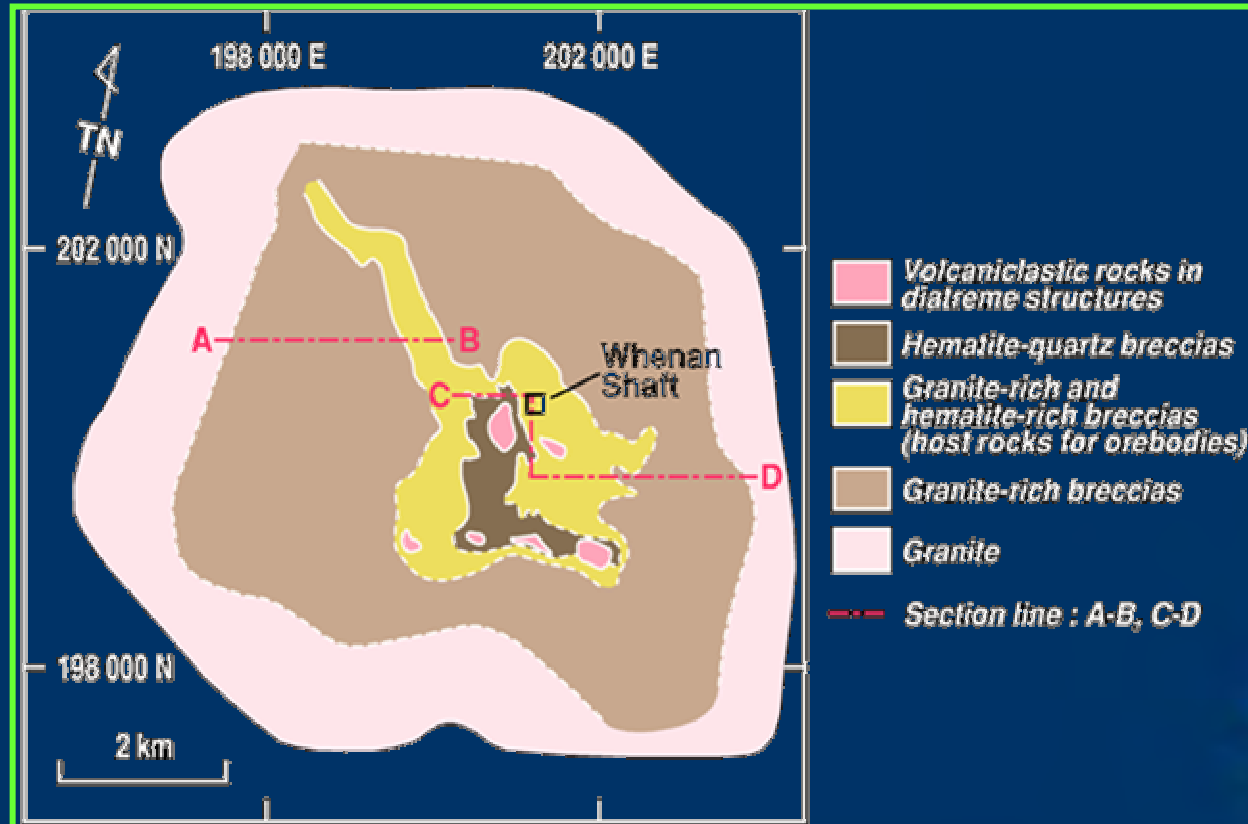 198 000 E
202 000 E
TN
202 000 N
A
B
Whenan
Shaft
C
D
198 000 N
2 km
Volcaniclastic rocks in
diatreme structures
Hematite-quartz breccias
Granite-rich and
hematite-rich breccias
(host rocks for orebodies)
Granite-rich breccias
Granite
Section line : A-B, C-D